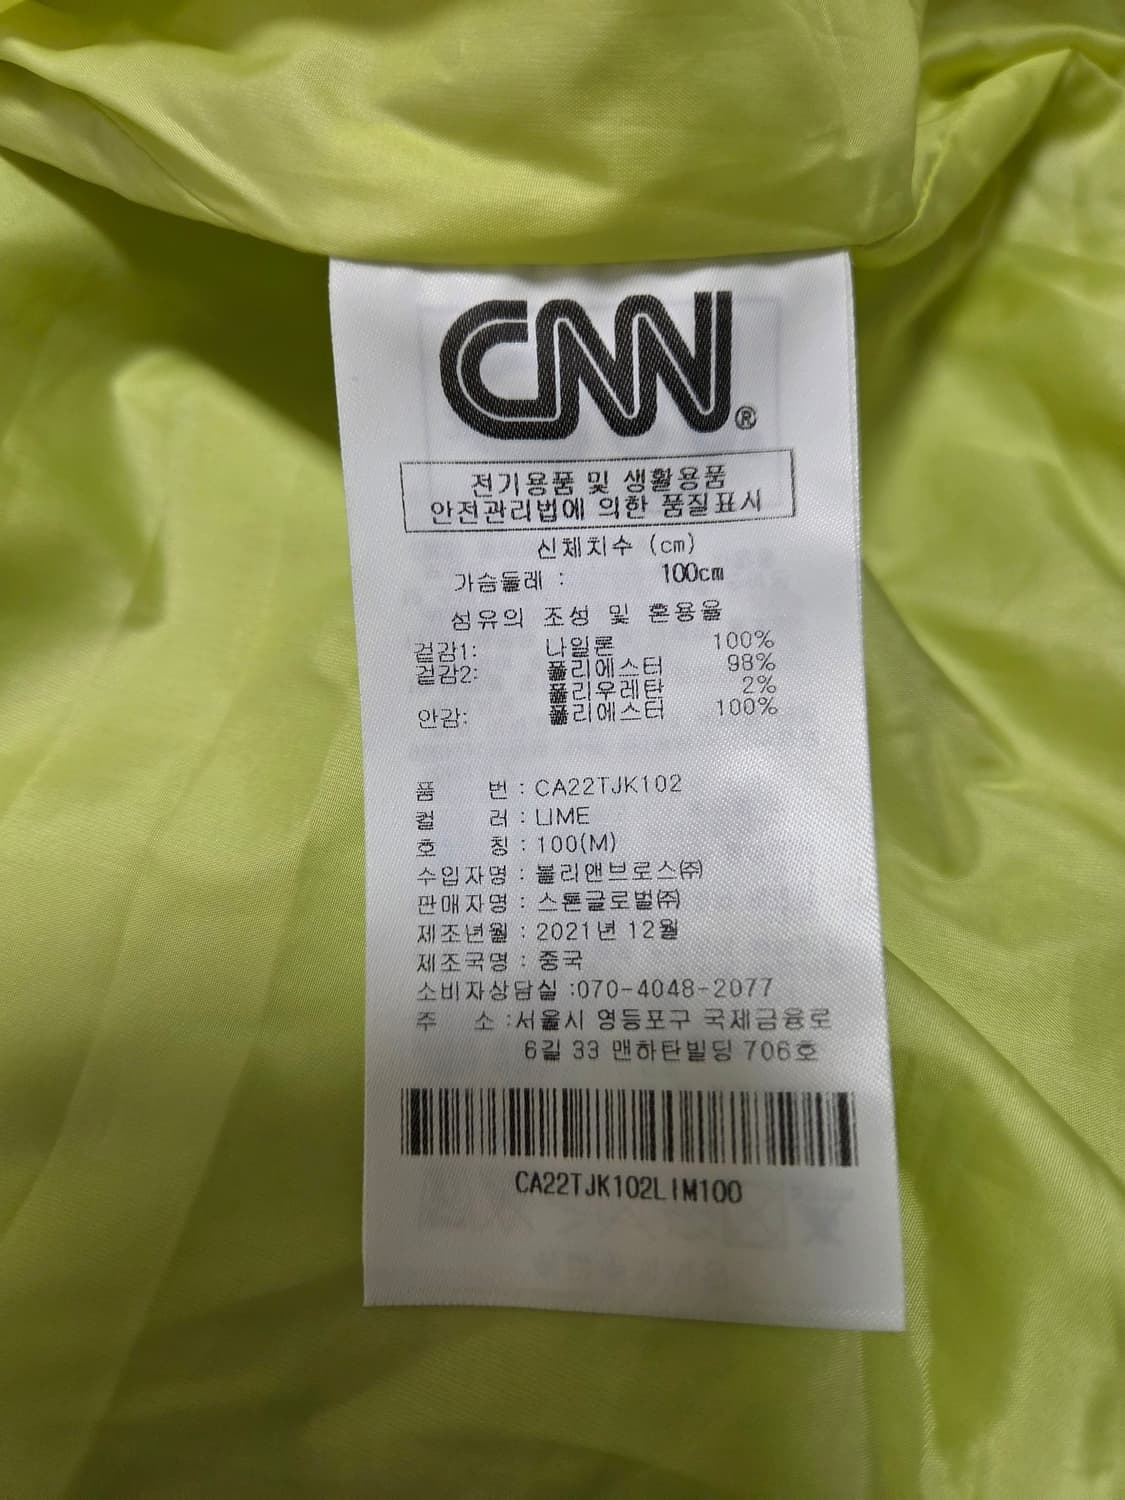 CNN®
전기용품 및 생활용품
안전관리법에 의한 품질표시
신체치수 (cm)
가슴둘레 : 100cm
섬유의 조성 및 혼용율
겉감1: 나일론 100%
겉감2: 폴리에스터 98%
폴리우레탄 2%
안감: 폴리에스터 100%
품 번 : CA22TJK102
컬 러 : LIME
호 칭 : 100(M)
수입자명 : 볼리앤브로스㈜
판매자명 : 스톤글로벌㈜
제조년월 : 2021년 12월
제조국명 : 중국
소비자상담실 :070-4048-2077
주 소 :서울시 영등포구 국제금융로
6길 33 맨하탄빌딩 706호
CA22TJK102LIM100